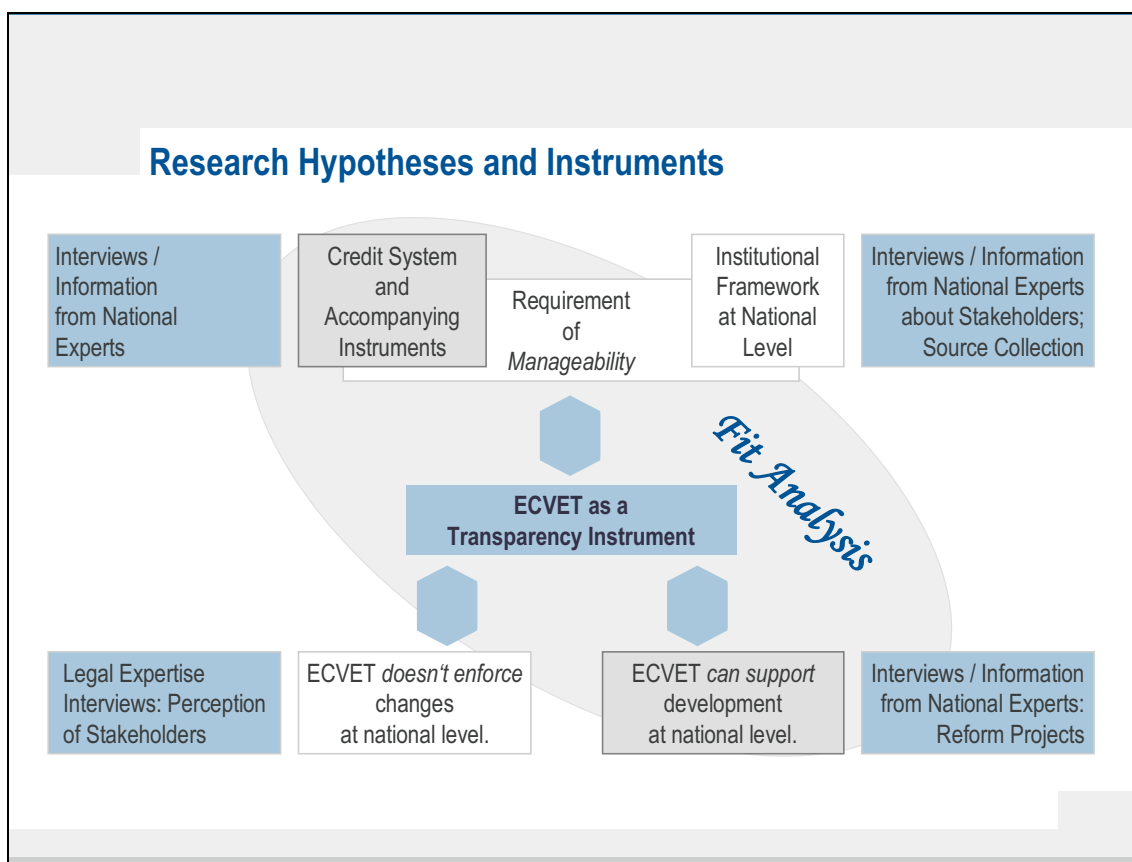 Research Hypotheses and Instruments
Interviews /
Information
from National
Experts
Credit System
and
Accompanying
Instruments
Requirement
of
Manageability
Institutional
Framework
at National
Level
Interviews / Information
from National Experts
about Stakeholders;
Source Collection
Fit Analysis
ECVET as a
Transparency Instrument
Legal Expertise
Interviews: Perception
of Stakeholders
ECVET doesn‘t enforce
changes
at national level.
ECVET can support
development
at national level.
Interviews / Information
from National Experts:
Reform Projects